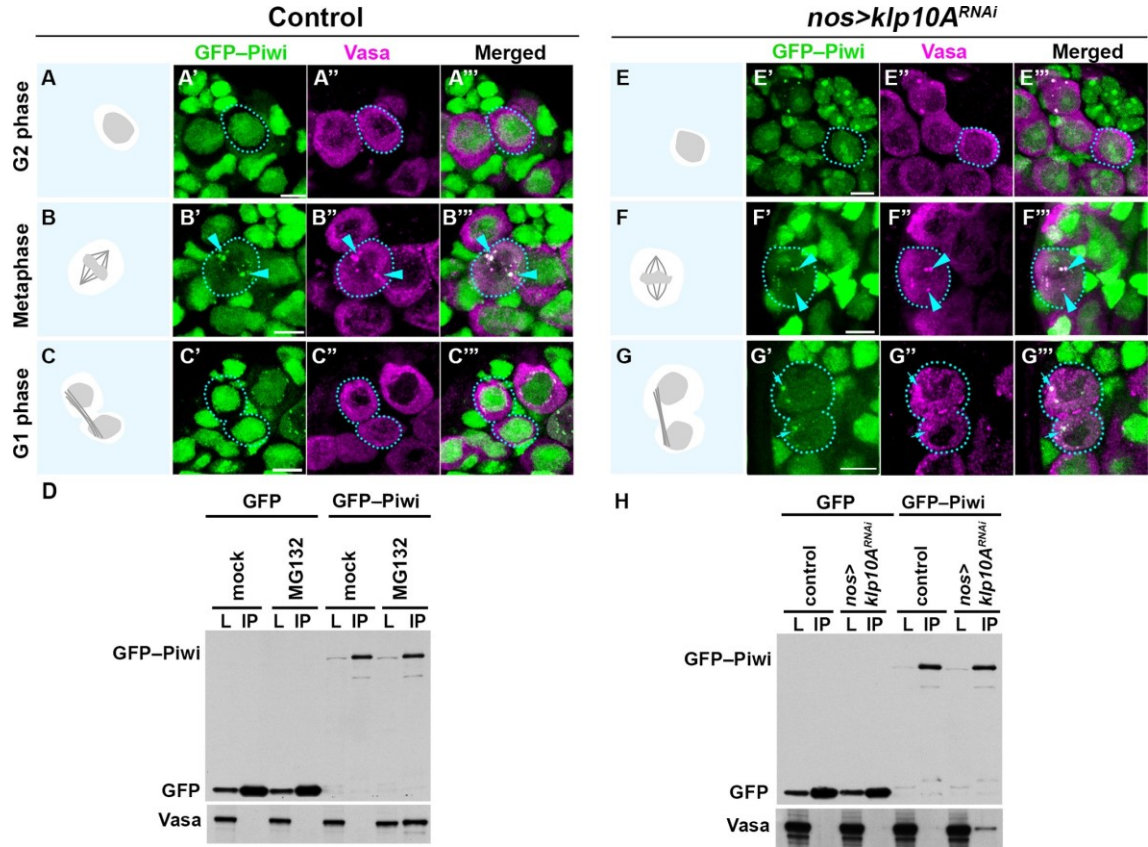 Control
nos>klp10A^RNAi
GFP–Piwi Vasa Merged
GFP–Piwi Vasa Merged
G2 phase
A A' A'' A'''
E E' E'' E'''
Metaphase
B B' B'' B'''
F F' F'' F'''
G1 phase
C C' C'' C'''
G G' G'' G'''
D
GFP GFP–Piwi
mock MG132 mock MG132
L IP L IP L IP L IP
GFP–Piwi
GFP
Vasa
H
GFP GFP–Piwi
control nos> klp10A^RNAi control nos> klp10A^RNAi
L IP L IP L IP L IP
GFP–Piwi
GFP
Vasa